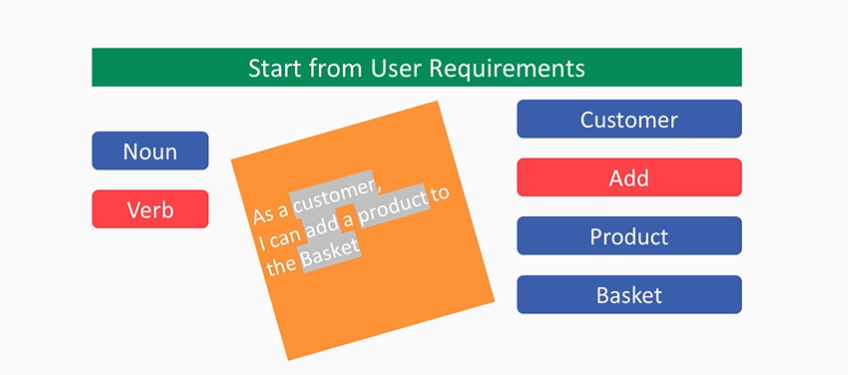 Start from User Requirements
Noun
Verb
As a customer,
I can add a product to
the Basket
Customer
Add
Product
Basket